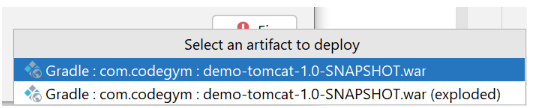 Select an artifact to deploy
Gradle : com.codegym : demo-tomcat-1.0-SNAPSHOT.war
Gradle : com.codegym : demo-tomcat-1.0-SNAPSHOT.war (exploded)